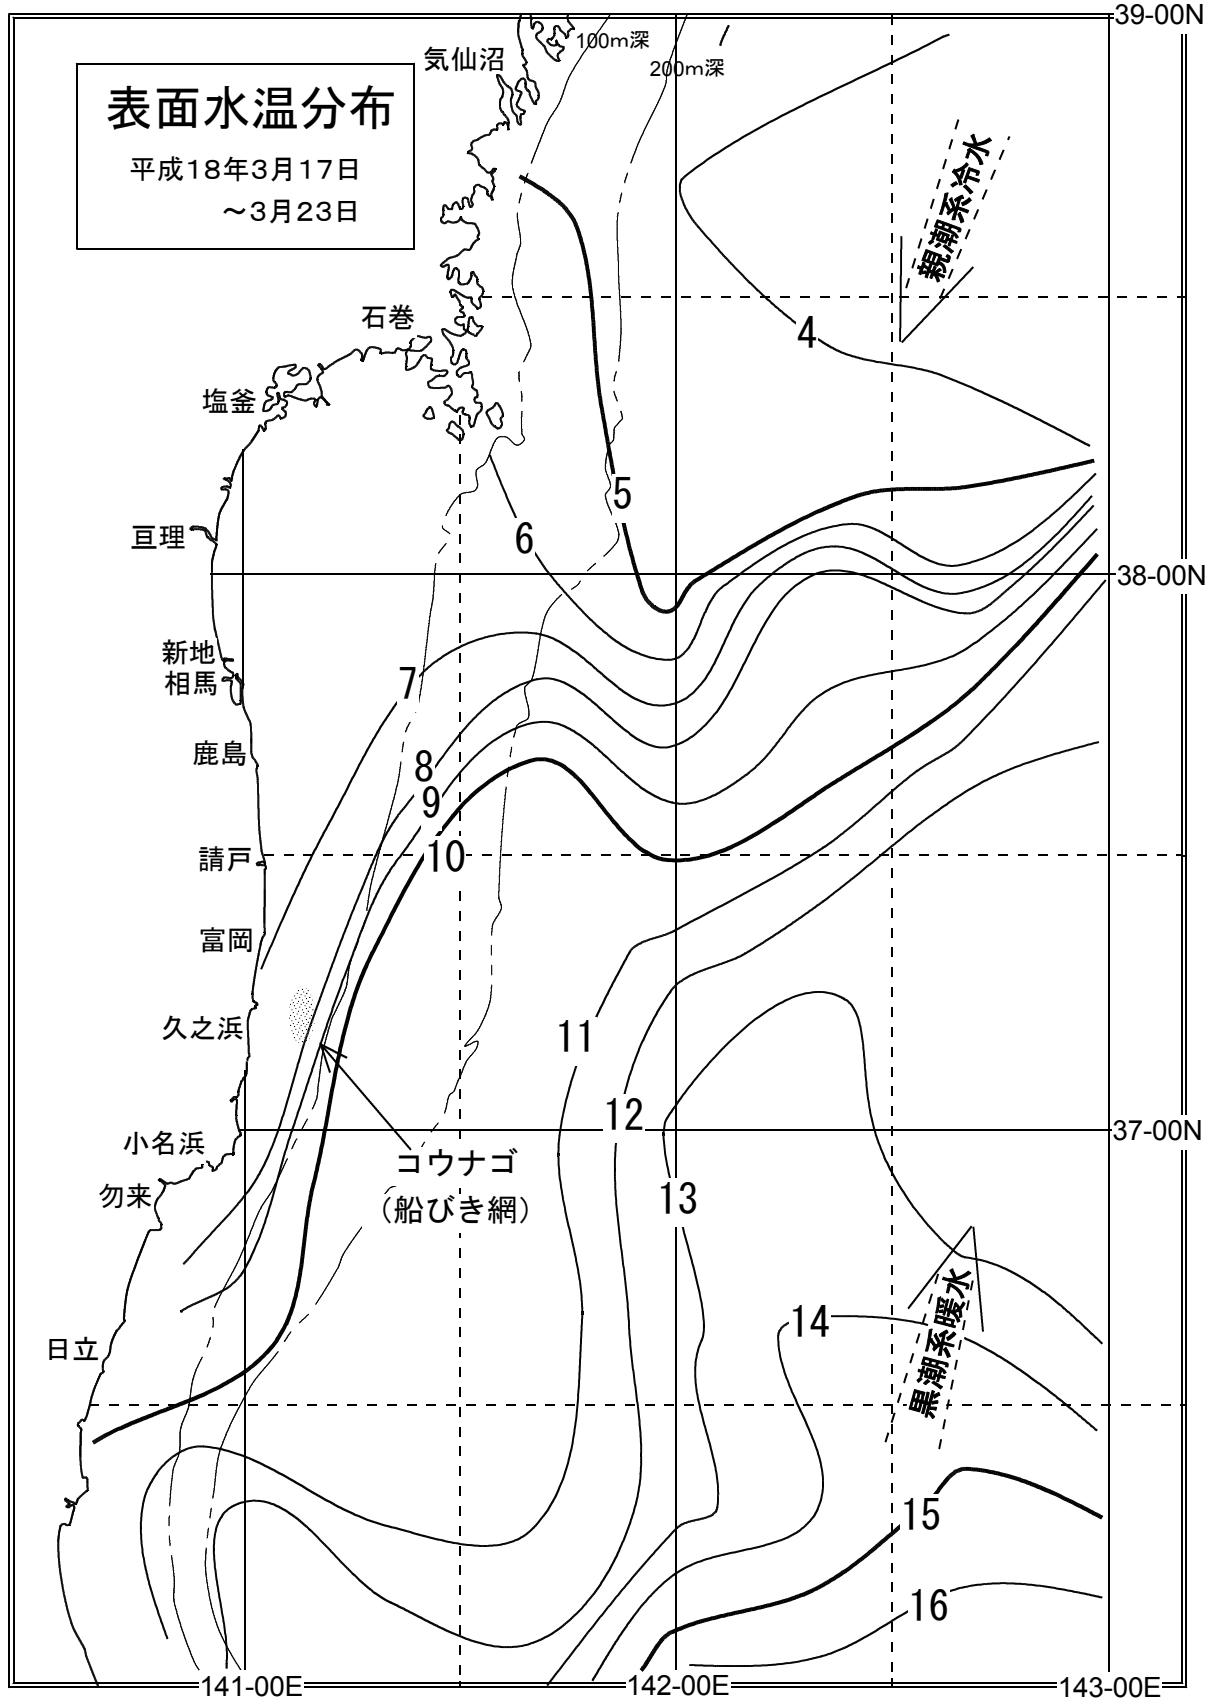 39-00N
100m深
気仙沼
200m深
表面水温分布
平成18年3月17日
～3月23日
親潮系冷水
石巻
4
塩釜
5
6
亘理
38-00N
新地
相馬
7
鹿島
8
9
10
請戸
富岡
久之浜
11
12
37-00N
小名浜
コウナゴ
(船びき網)
勿来
13
黒潮系暖水
14
日立
15
16
141-00E
142-00E
143-00E